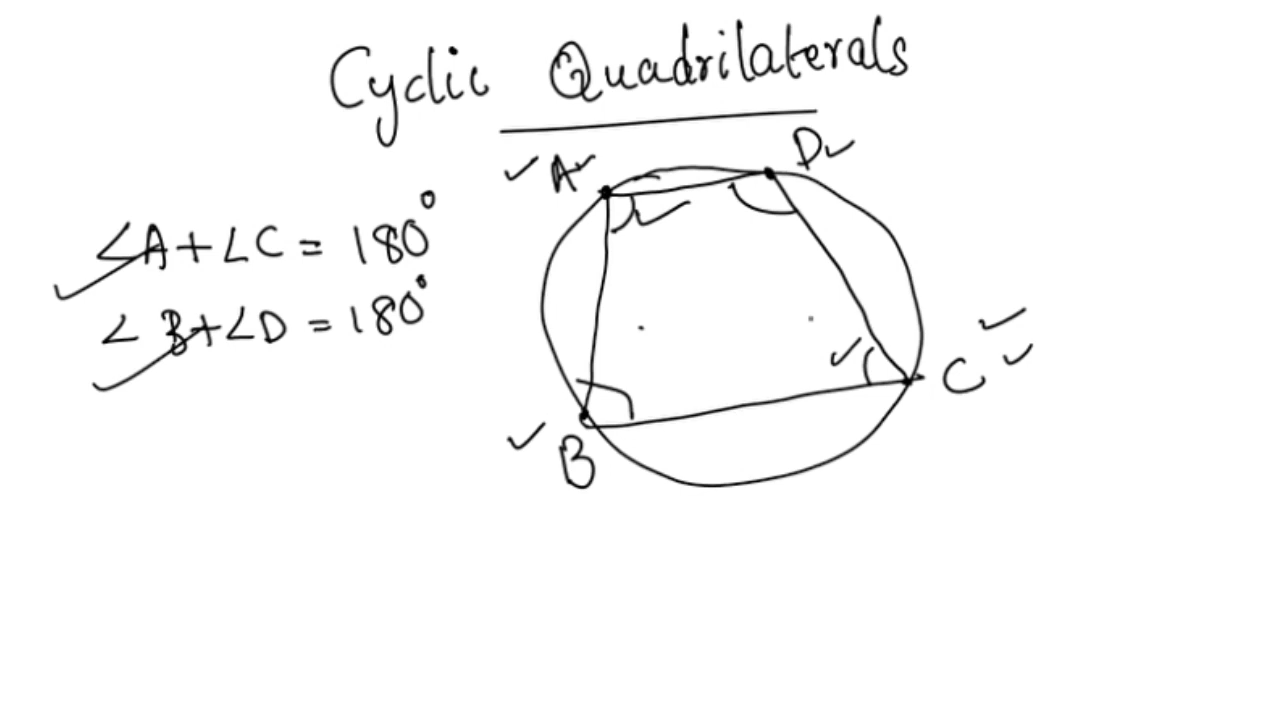 Cyclic Quadrilaterals
A
D
∠A+∠C = 180°
∠B+∠D = 180°
C
B